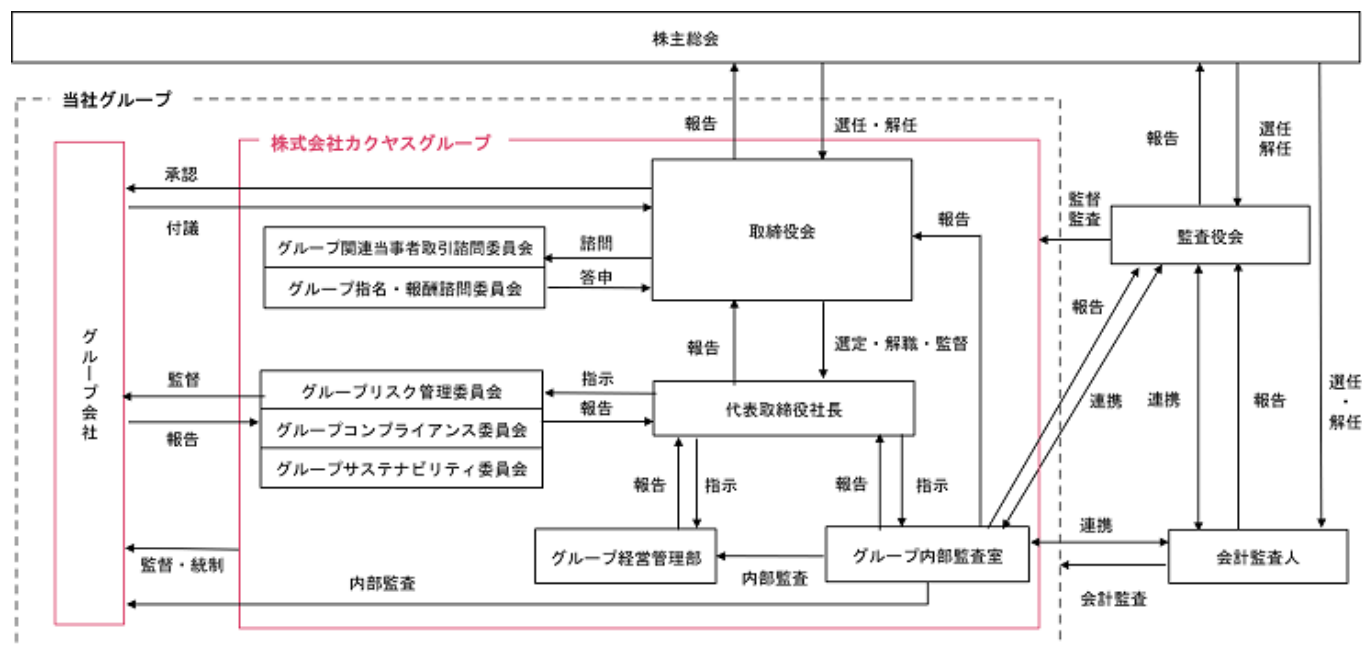 株主総会
当社グループ
報告
選任・解任
報告
選任
解任
株式会社カクヤスグループ
承認
付議
取締役会
報告
監督
監査
監査役会
グループ関連当事者取引諮問委員会
諮問
グループ指名・報酬諮問委員会
答申
報告
グループ会社
報告
選定・解職・監督
監督
グループリスク管理委員会
指示
代表取締役社長
連携
連携
報告
選任
・
解任
報告
グループコンプライアンス委員会
報告
グループサステナビリティ委員会
報告
指示
報告
指示
連携
監督・統制
グループ経営管理部
内部監査
グループ内部監査室
会計監査人
内部監査
会計監査